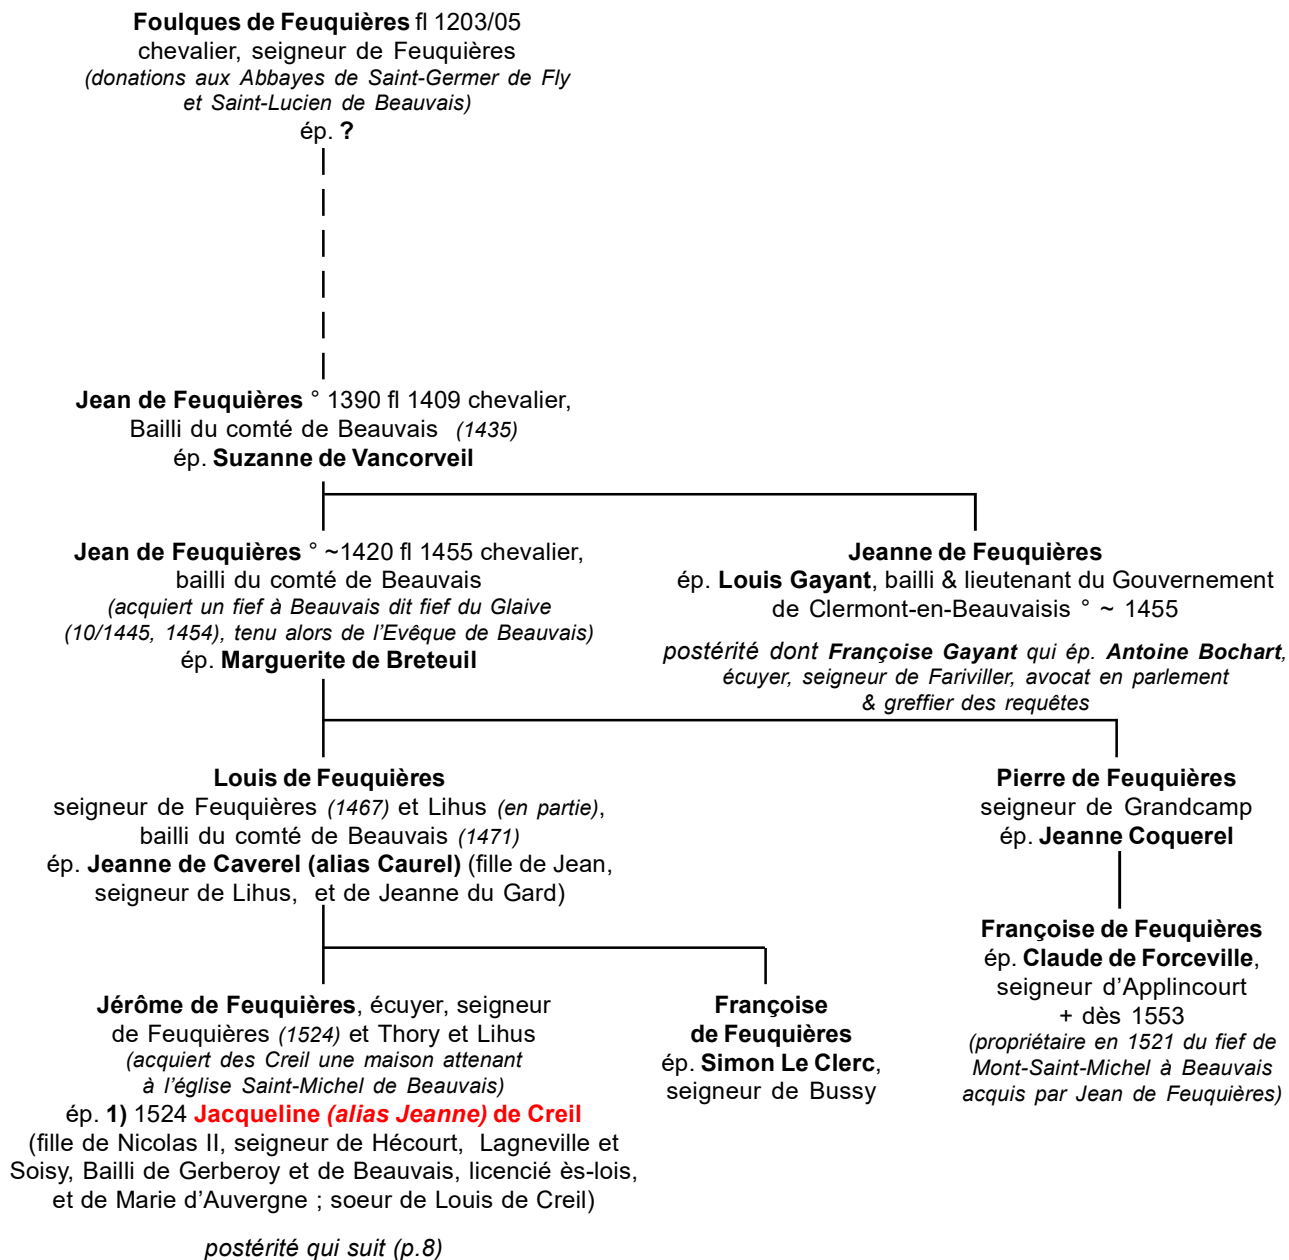 Foulques de Feuquières fl 1203/05
chevalier, seigneur de Feuquières
(donations aux Abbayes de Saint-Germer de Fly
et Saint-Lucien de Beauvais)
ép. ?
Jean de Feuquières ° 1390 fl 1409 chevalier,
Bailli du comté de Beauvais (1435)
ép. Suzanne de Vancorveil
Jean de Feuquières ° ~1420 fl 1455 chevalier,
bailli du comté de Beauvais
(acquiert un fief à Beauvais dit fief du Glaive
(10/1445, 1454), tenu alors de l'Evêque de Beauvais)
ép. Marguerite de Breteuil
Jeanne de Feuquières
ép. Louis Gayant, bailli & lieutenant du Gouvernement
de Clermont-en-Beauvaisis ° ~ 1455
postérité dont Françoise Gayant qui ép. Antoine Bochart,
écuyer, seigneur de Fariviller, avocat en parlement
& greffier des requêtes
Louis de Feuquières
seigneur de Feuquières (1467) et Lihus (en partie),
bailli du comté de Beauvais (1471)
ép. Jeanne de Caverel (alias Caurel) (fille de Jean,
seigneur de Lihus, et de Jeanne du Gard)
Pierre de Feuquières
seigneur de Grandcamp
ép. Jeanne Coquerel
Jérôme de Feuquières, écuyer, seigneur
de Feuquières (1524) et Thory et Lihus
(acquiert des Creil une maison attenant
à l'église Saint-Michel de Beauvais)
ép. 1) 1524 Jacqueline (alias Jeanne) de Creil
(fille de Nicolas II, seigneur de Hécourt, Lagneville et
Soisy, Bailli de Gerberoy et de Beauvais, licencié ès-lois,
et de Marie d'Auvergne ; soeur de Louis de Creil)
postérité qui suit (p.8)
Françoise
de Feuquières
ép. Simon Le Clerc,
seigneur de Bussy
Françoise de Feuquières
ép. Claude de Forceville,
seigneur d'Applincourt
+ dès 1553
(propriétaire en 1521 du fief de
Mont-Saint-Michel à Beauvais
acquis par Jean de Feuquières)